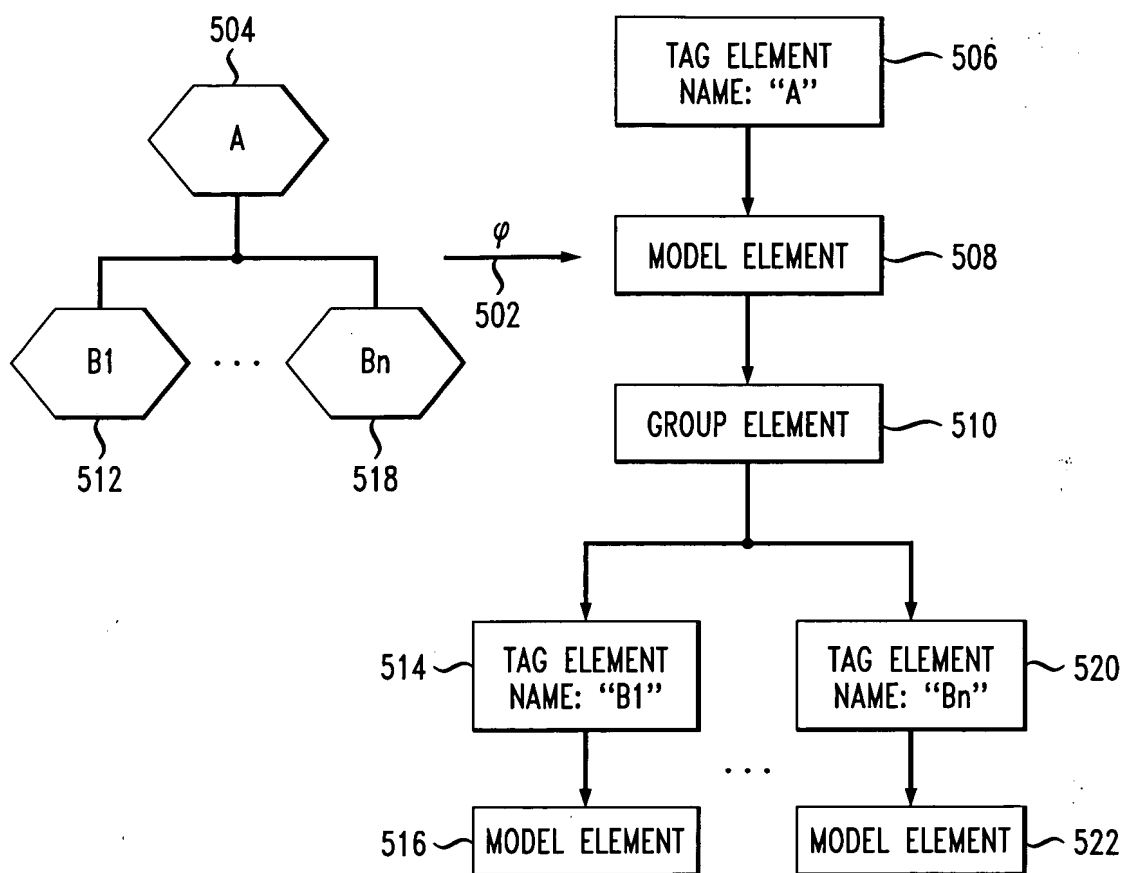 504
A
B1
. . .
Bn
512
518
φ
502
TAG ELEMENT
NAME: “A”
506
MODEL ELEMENT
508
GROUP ELEMENT
510
514
TAG ELEMENT
NAME: “B1”
TAG ELEMENT
NAME: “Bn”
520
. . .
516
MODEL ELEMENT
MODEL ELEMENT
522